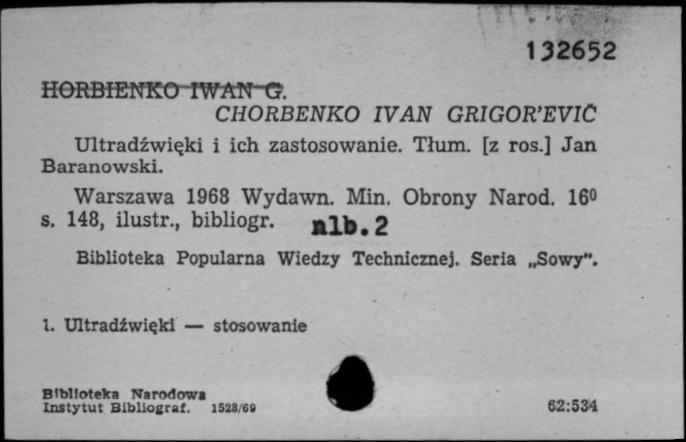 132652
HORBIENKO IWAN G.
CHORBENKO IVAN GRIGOR’EVIČ
Ultradźwięki i ich zastosowanie. Tłum. [z ros.] Jan
Baranowski.
Warszawa 1968 Wydawn. Min. Obrony Narod. 16⁰
s. 148, ilustr., bibliogr. nlb. 2
Biblioteka Popularna Wiedzy Technicznej. Seria „Sowy”.
1. Ultradźwięki — stosowanie
Biblioteka Narodowa
Instytut Bibliograf. 1528/69
62:534